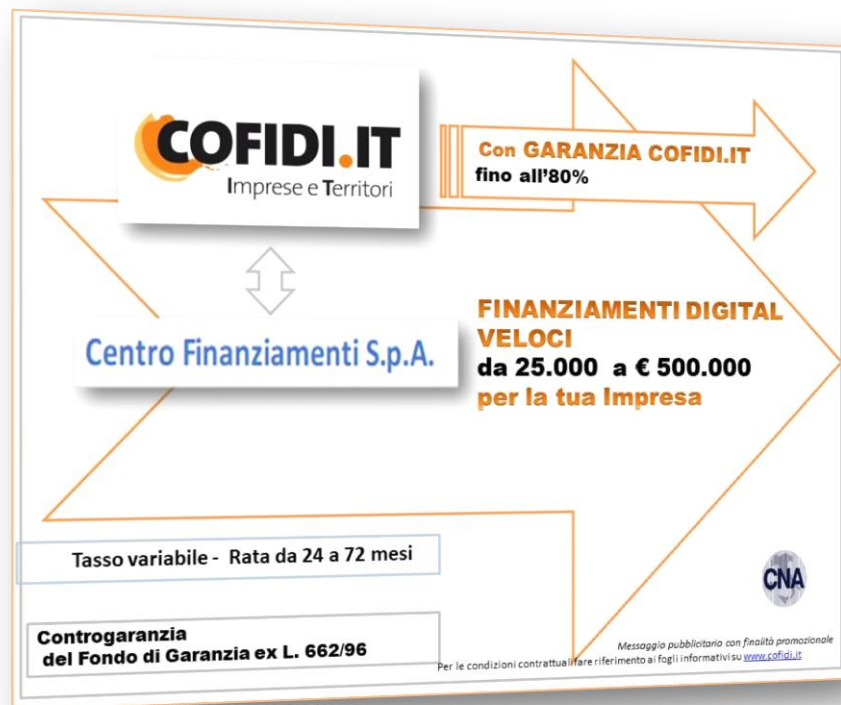 COFIDI.IT
Imprese e Territori
Con GARANZIA COFIDI.IT
fino all'80%
Centro Finanziamenti S.p.A.
FINANZIAMENTI DIGITAL
VELOCI
da 25.000 a € 500.000
per la tua Impresa
Tasso variabile - Rata da 24 a 72 mesi
CNA
Controgaranzia
del Fondo di Garanzia ex L. 662/96
Messaggio pubblicitario con finalità promozionale
Per le condizioni contrattuali fare riferimento ai fogli informativi su www.cofidi.it